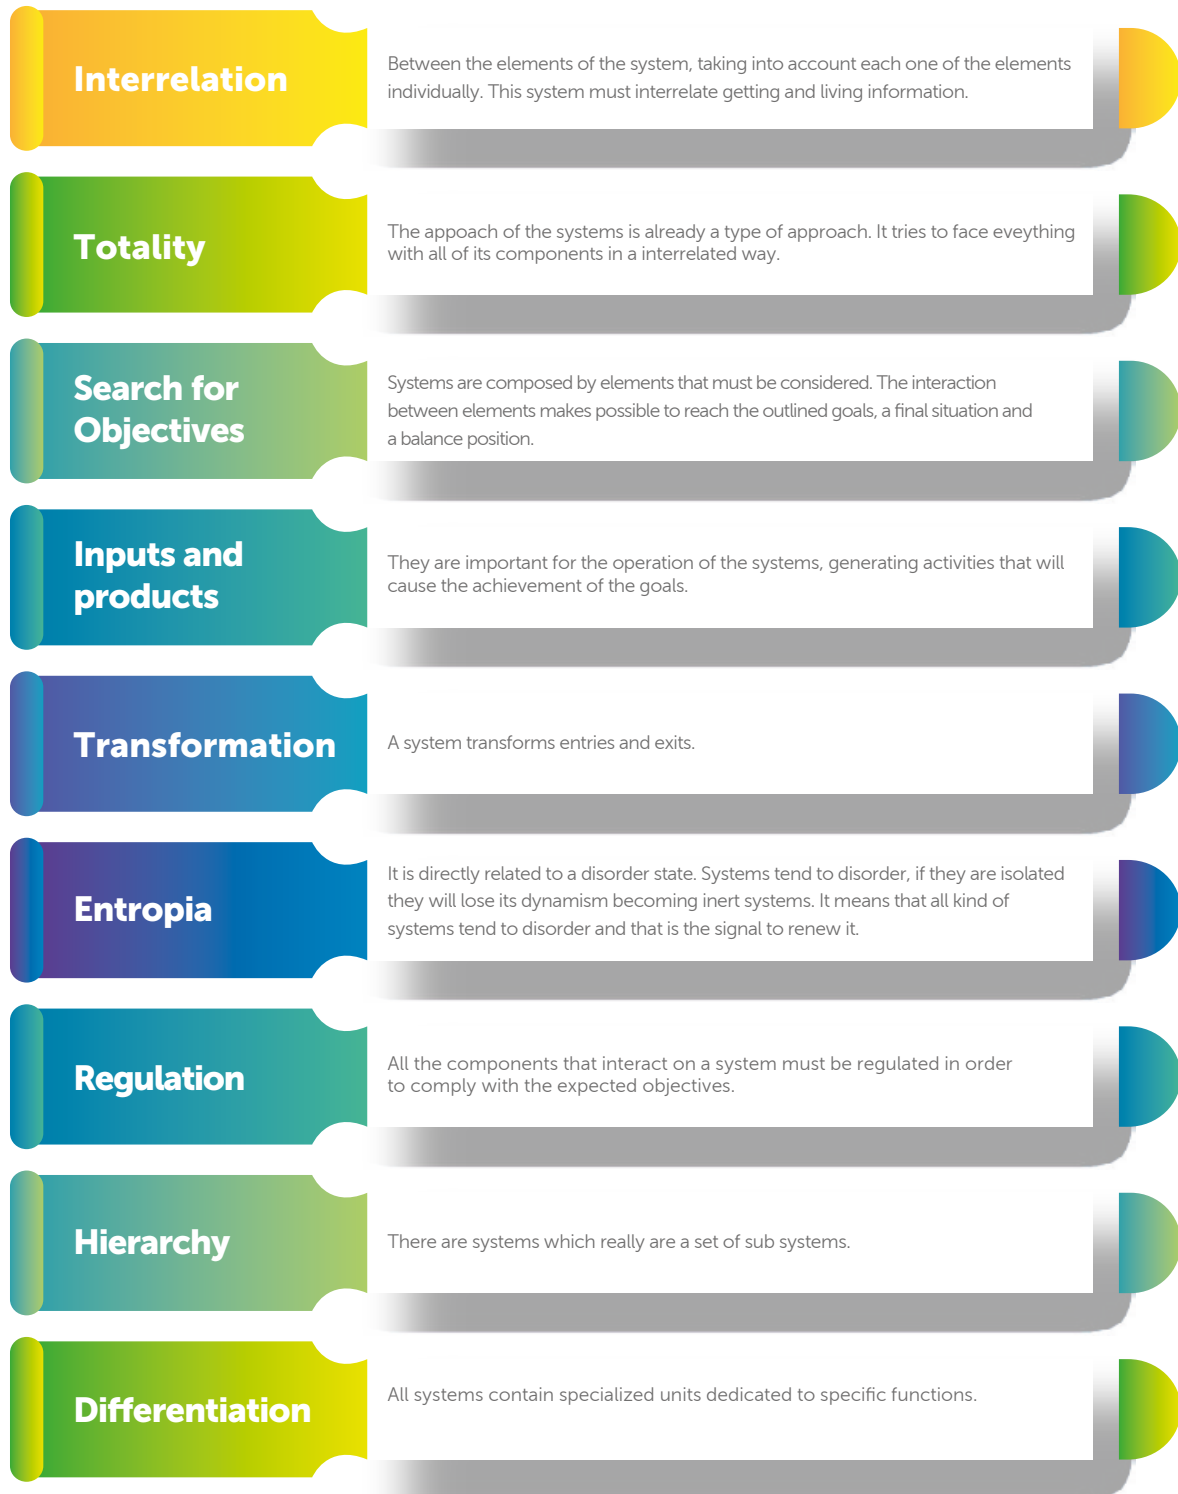 Interrelation
Between the elements of the system, taking into account each one of the elements
individually. This system must interrelate getting and living information.
Totality
The appoach of the systems is already a type of approach. It tries to face eveything
with all of its components in a interrelated way.
Search for
Objectives
Systems are composed by elements that must be considered. The interaction
between elements makes possible to reach the outlined goals, a final situation and
a balance position.
Inputs and
products
They are important for the operation of the systems, generating activities that will
cause the achievement of the goals.
Transformation
A system transforms entries and exits.
Entropia
It is directly related to a disorder state. Systems tend to disorder, if they are isolated
they will lose its dynamism becoming inert systems. It means that all kind of
systems tend to disorder and that is the signal to renew it.
Regulation
All the components that interact on a system must be regulated in order
to comply with the expected objectives.
Hierarchy
There are systems which really are a set of sub systems.
Differentiation
All systems contain specialized units dedicated to specific functions.